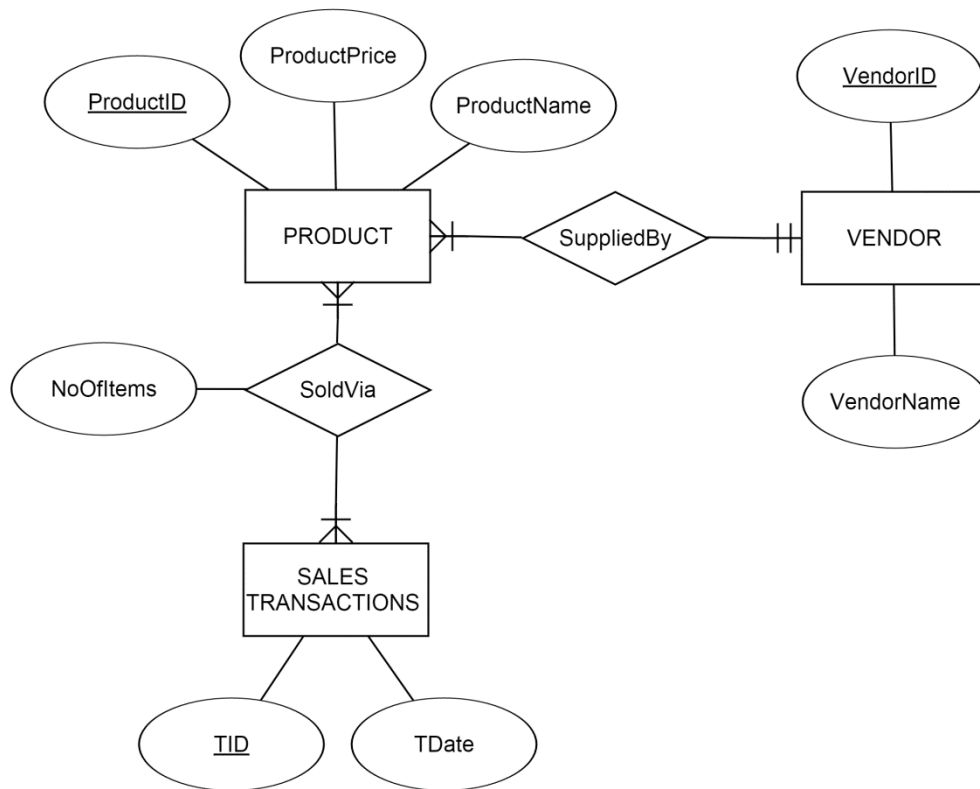 ProductPrice
ProductID
ProductName
VendorID
PRODUCT
SuppliedBy
VENDOR
NoOfItems
SoldVia
VendorName
SALES
TRANSACTIONS
TID
TDate